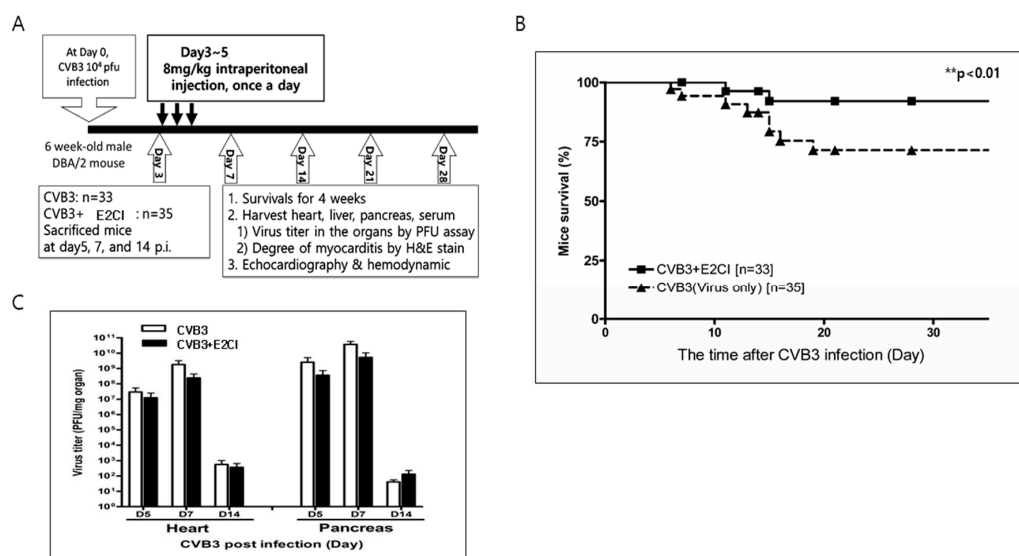 A
At Day 0,
CVB3 10⁴ pfu
infection
Day3~5
8mg/kg intraperitoneal
injection, once a day
6 week-old male
DBA/2 mouse
Day 3
Day 7
Day 14
Day 21
Day 28
CVB3: n=33
CVB3+ E2CI : n=35
Sacrificed mice
at day5, 7, and 14 p.i.
1. Survivals for 4 weeks
2. Harvest heart, liver, pancreas, serum
1) Virus titer in the organs by PFU assay
2) Degree of myocarditis by H&E stain
3. Echocardiography & hemodynamic
B
**p<0.01
Mice survival (%)
100
75
50
25
0
CVB3+E2CI [n=33]
CVB3(Virus only) [n=35]
0 10 20 30
The time after CVB3 infection (Day)
C
CVB3
CVB3+E2CI
Virus titer (PFU/mg organ)
10¹¹
10¹⁰
10⁹
10⁸
10⁷
10⁶
10⁵
10⁴
10³
10²
10¹
10⁰
D5 D7 D14 D5 D7 D14
Heart Pancreas
CVB3 post infection (Day)